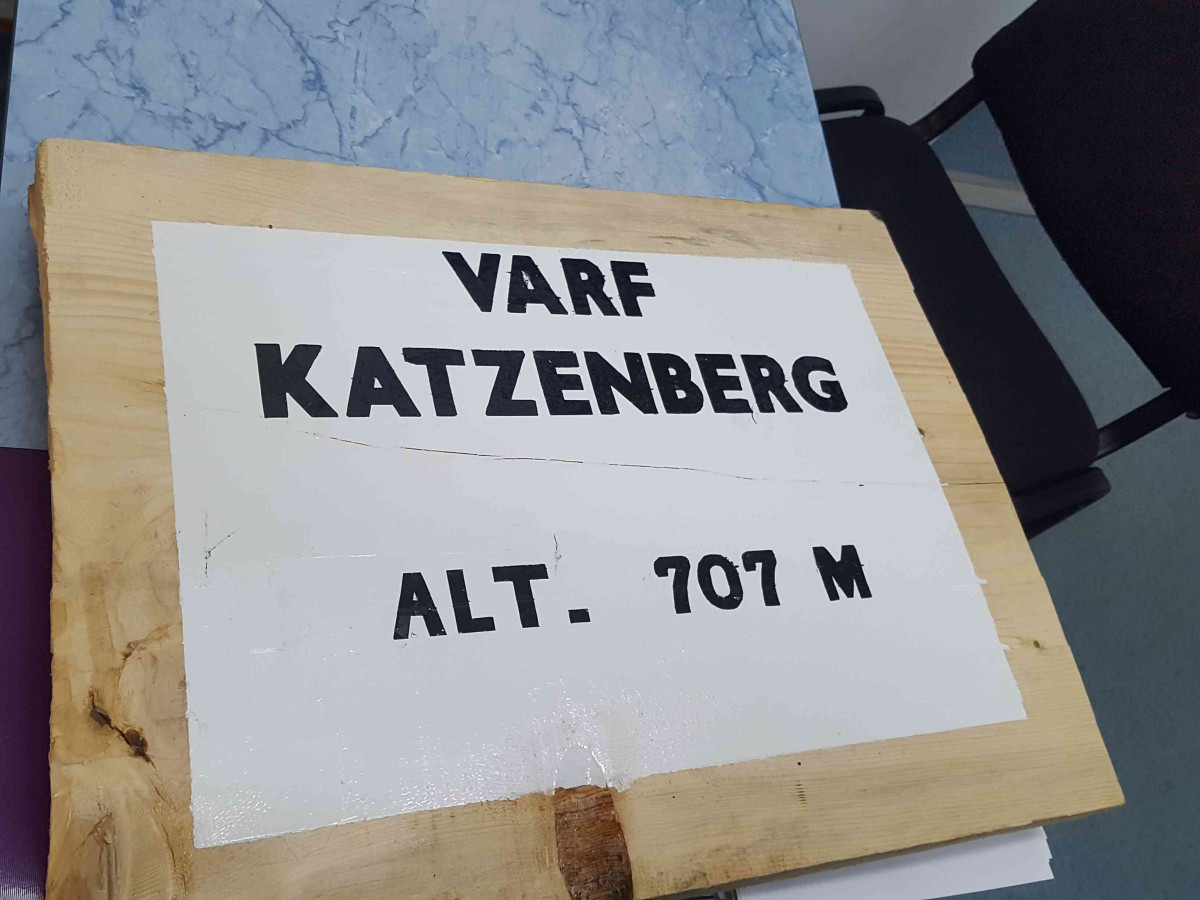 VARF
KATZENBERG
ALT. 707 M